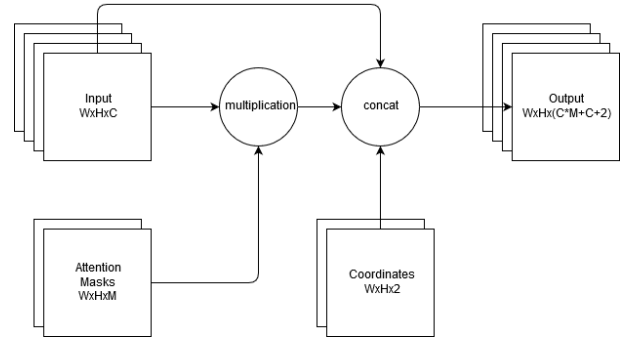 Input
WxHxC
multiplication
concat
Output
WxHx(C*M+C+2)
Attention
Masks
WxHxM
Coordinates
WxHx2